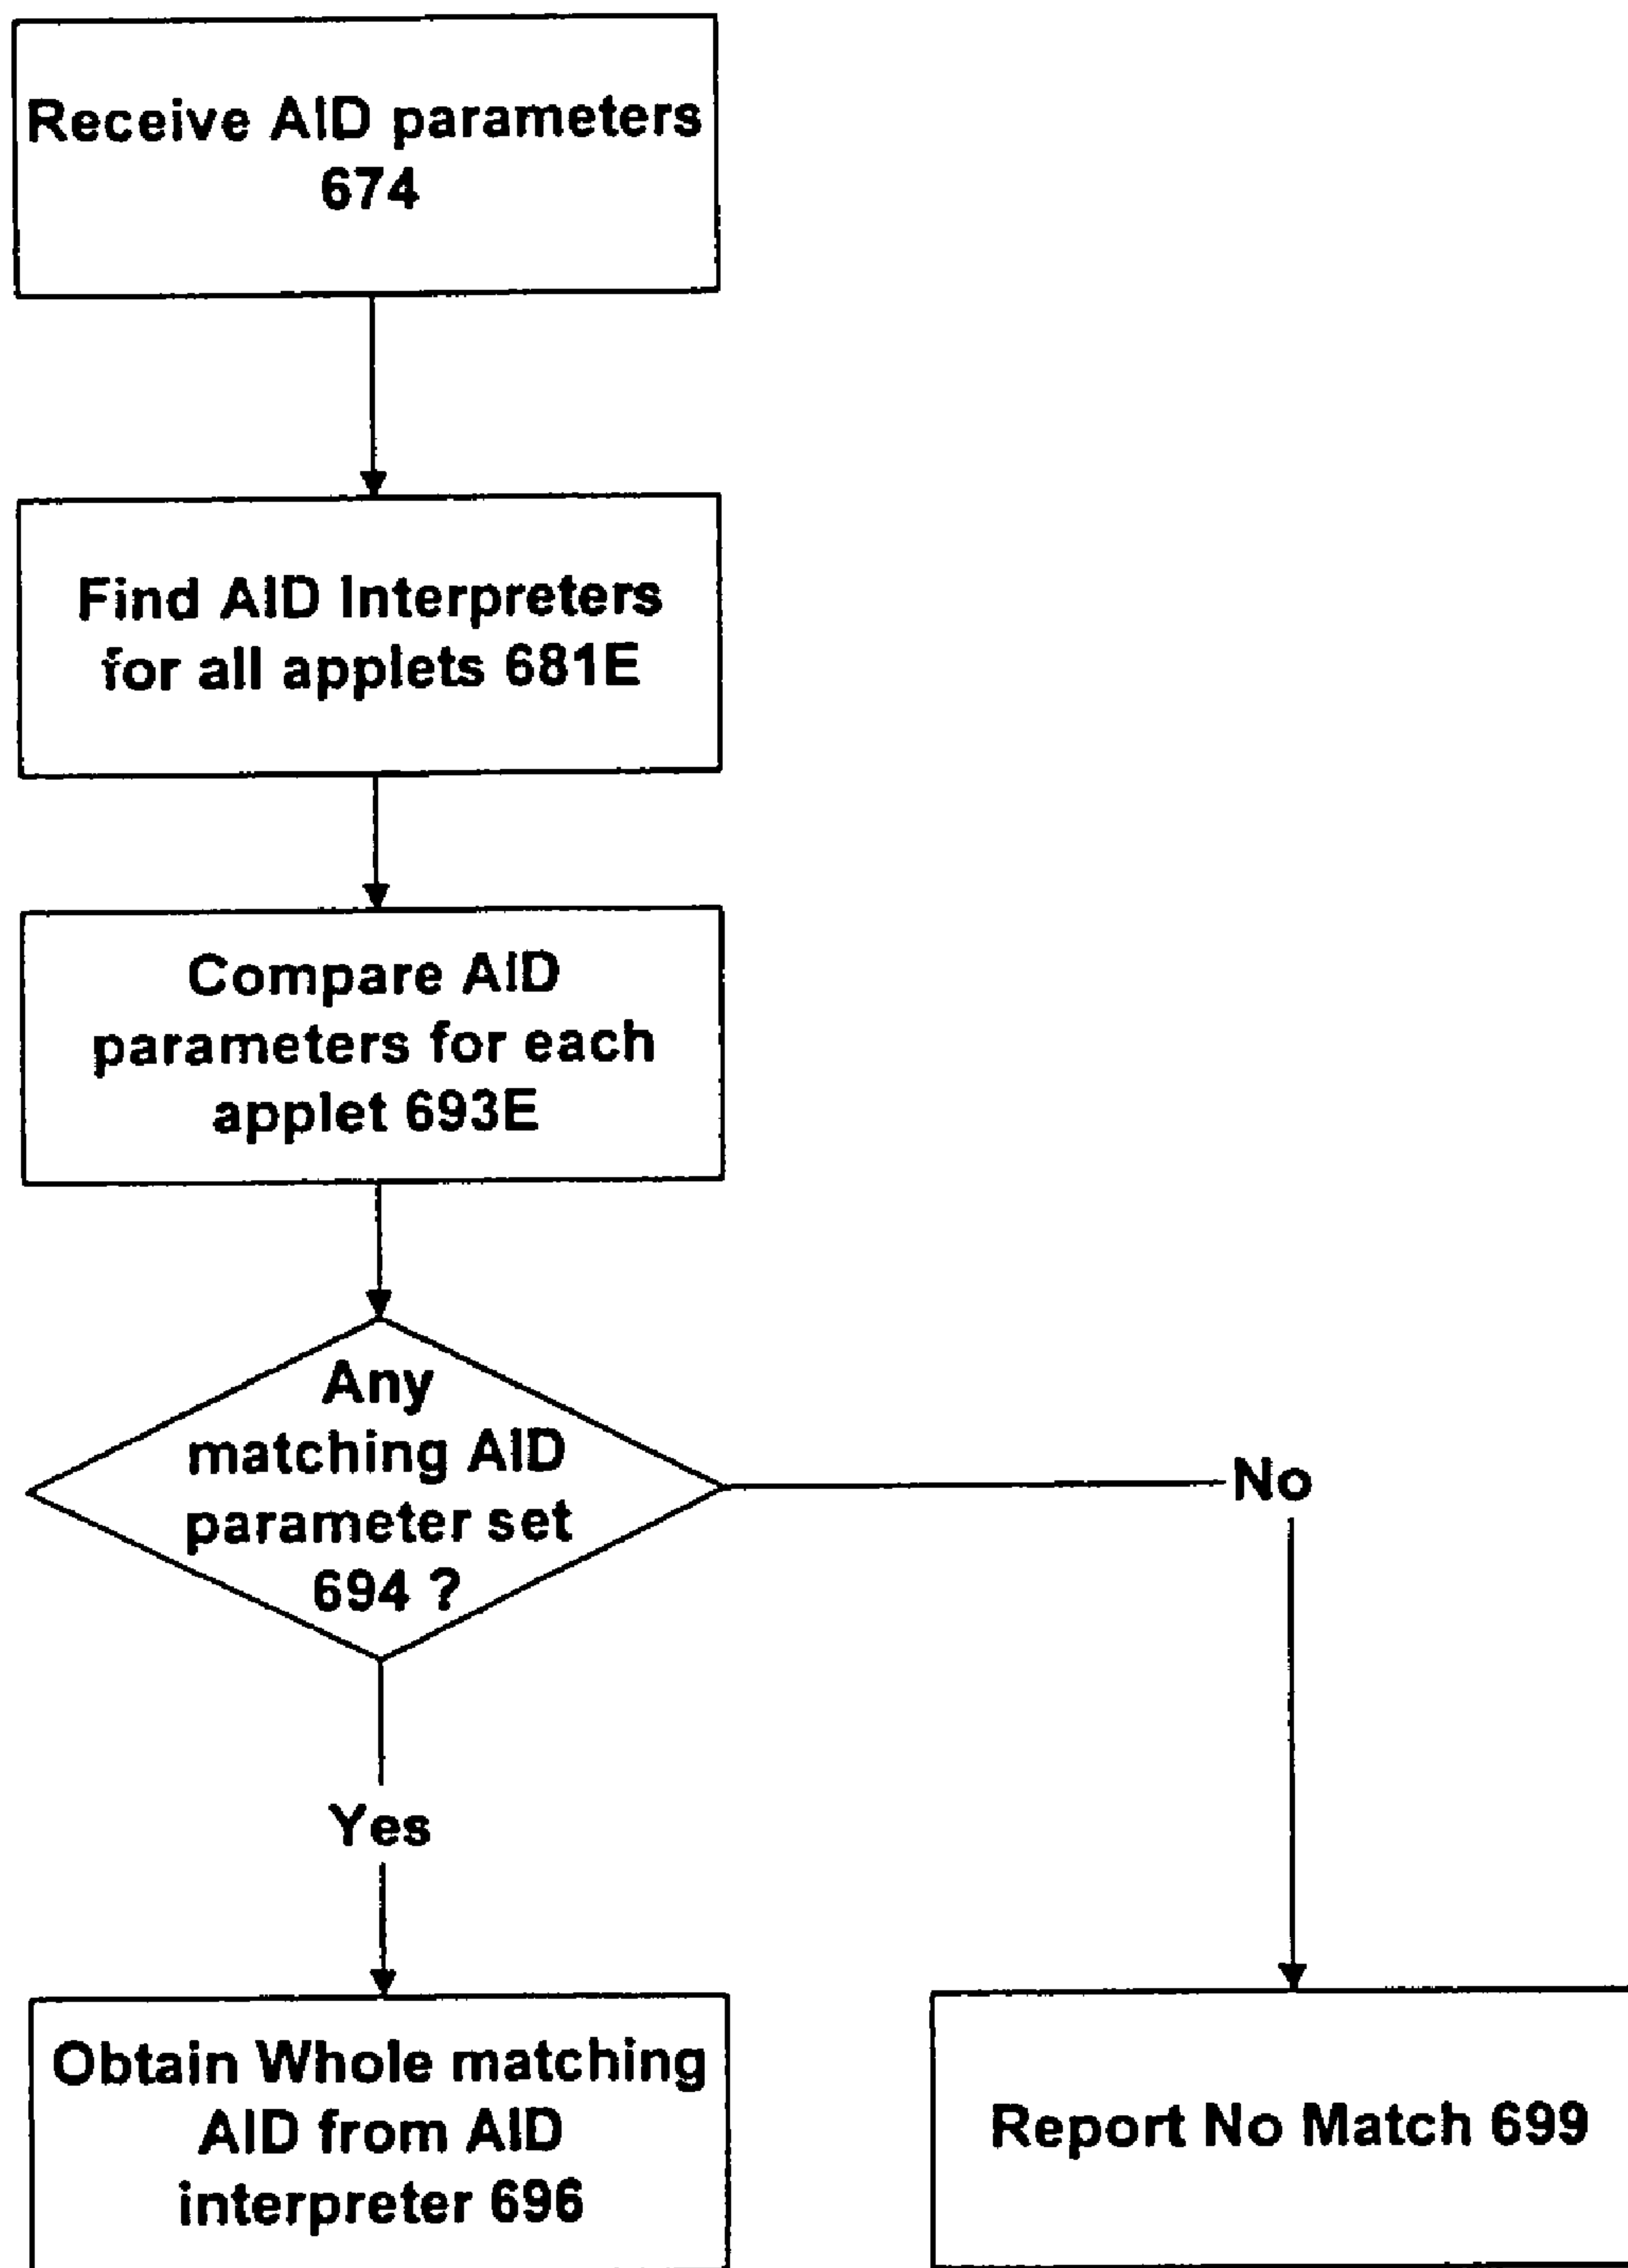 Receive AID parameters
674
Find AID Interpreters
for all applets 681E
Compare AID
parameters for each
applet 693E
Any
matching AID
parameter set
694 ?
No
Yes
Obtain Whole matching
AID from AID
interpreter 696
Report No Match 699